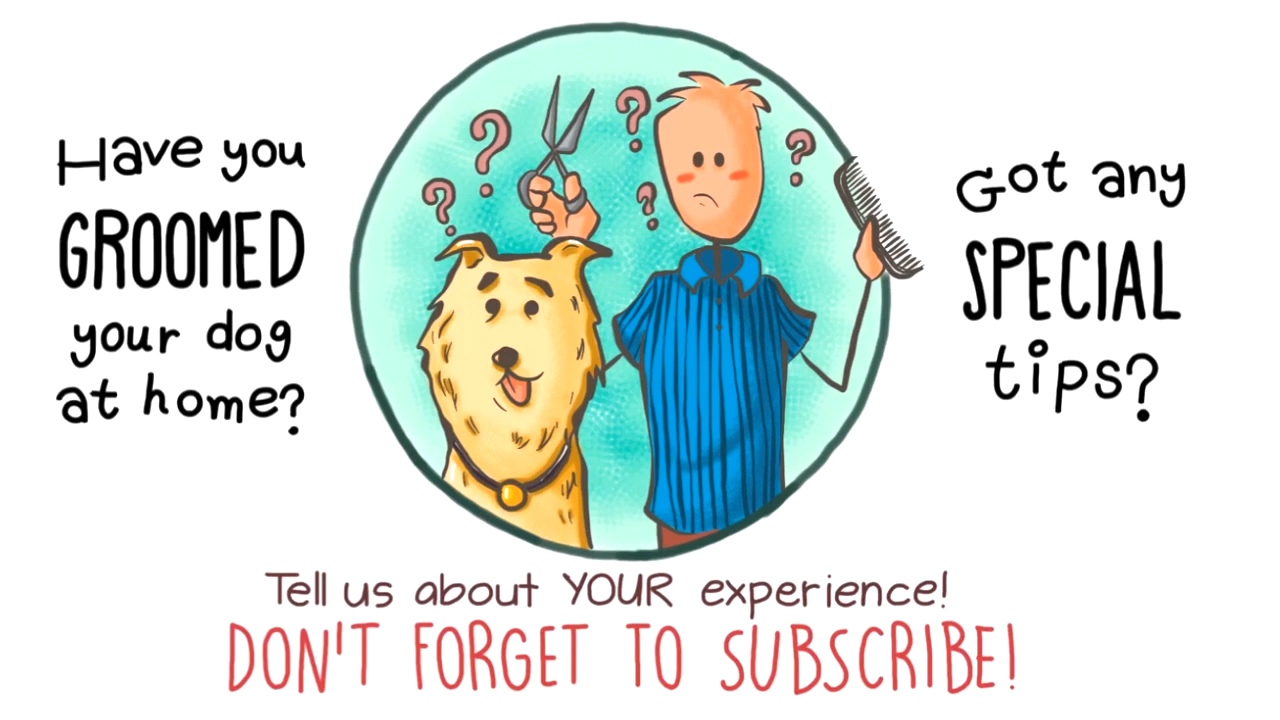 Have you
GROOMED
your dog
at home?
Got any
SPECIAL
tips?
Tell us about YOUR experience!
DON'T FORGET TO SUBSCRIBE!